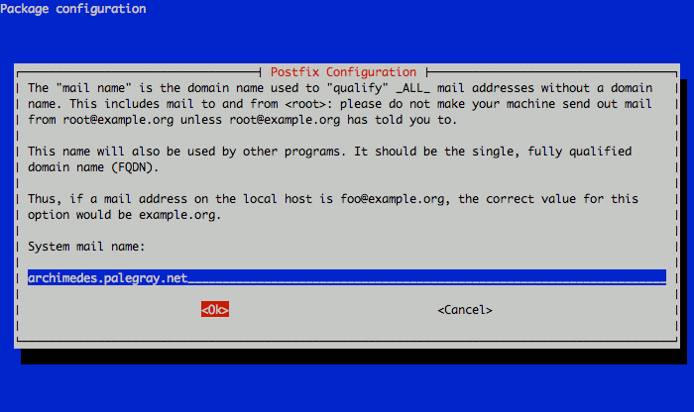 Package configuration
Postfix Configuration
The "mail name" is the domain name used to "qualify" _ALL_ mail addresses without a domain
name. This includes mail to and from <root>: please do not make your machine send out mail
from root@example.org unless root@example.org has told you to.
This name will also be used by other programs. It should be the single, fully qualified
domain name (FQDN).
Thus, if a mail address on the local host is foo@example.org, the correct value for this
option would be example.org.
System mail name:
archimedes.palegray.net
<Ok> <Cancel>